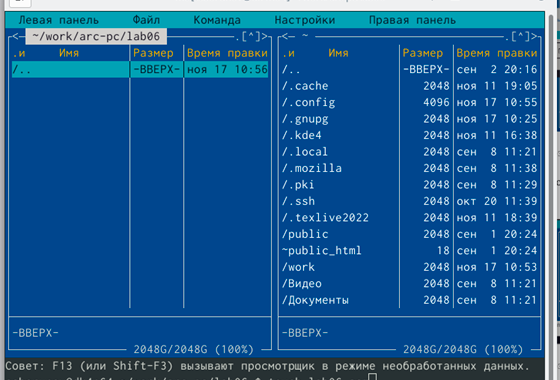 Левая панель Файл Команда Настройки Правая панель
<— ~/work/arc-pc/lab06 .[^]>
.и Имя Размер Время правки
/.. -ВВЕРХ- ноя 17 10:56
-ВВЕРХ-
2048G/2048G (100%)
<— ~ .[^]>
.и Имя Размер Время правки
/.. -ВВЕРХ- сен 2 20:16
/.cache 2048 ноя 11 19:05
/.config 4096 ноя 17 10:55
/.gnupg 2048 ноя 17 10:25
/.kde4 2048 ноя 11 16:38
/.local 2048 сен 8 11:21
/.mozilla 2048 сен 8 11:38
/.pki 2048 сен 8 11:29
/.ssh 2048 окт 20 11:39
/.texlive2022 2048 ноя 11 18:39
/public 2048 сен 1 20:24
~public_html 18 сен 1 20:24
/work 2048 ноя 17 10:53
/Видео 2048 сен 8 11:21
/Документы 2048 сен 8 11:21
-ВВЕРХ-
2048G/2048G (100%)
Совет: F13 (или Shift-F3) вызывают просмотрщик в режиме необработанных данных.